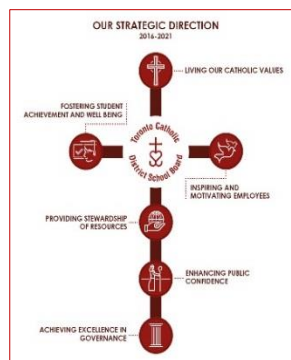 OUR STRATEGIC DIRECTION
2016-2021
LIVING OUR CATHOLIC VALUES
FOSTERING STUDENT
ACHIEVEMENT AND WELL BEING
Toronto Catholic
District School Board
INSPIRING AND
MOTIVATING EMPLOYEES
PROVIDING STEWARDSHIP
OF RESOURCES
ENHANCING PUBLIC
CONFIDENCE
ACHIEVING EXCELLENCE IN
GOVERNANCE